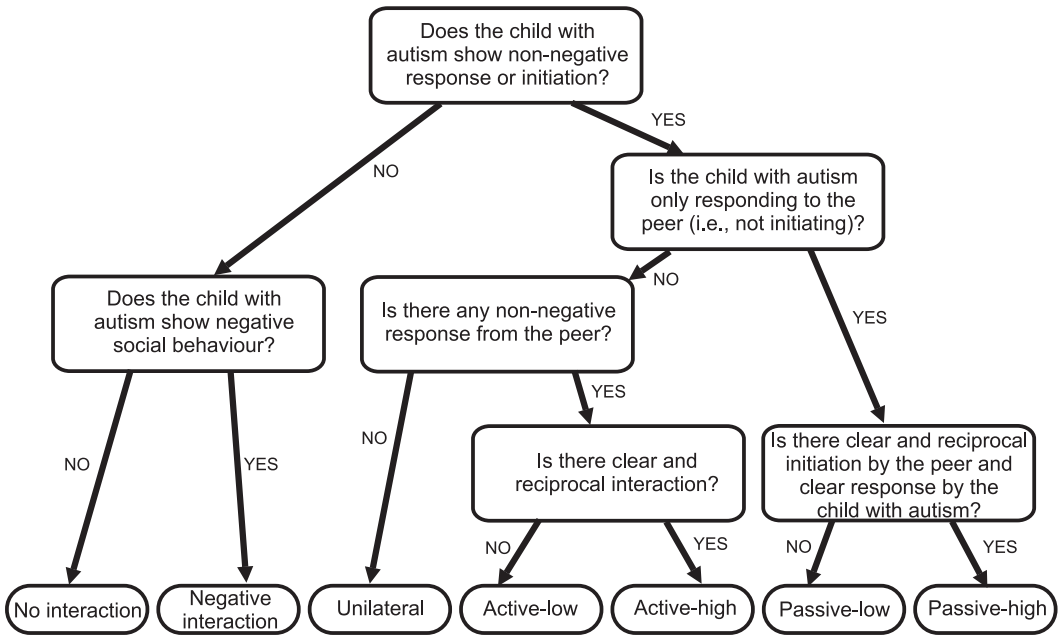 Does the child with
autism show non-negative
response or initiation?
YES
NO
Is the child with autism
only responding to the
peer (i.e., not initiating)?
NO
YES
Does the child with
autism show negative
social behaviour?
Is there any non-negative
response from the peer?
NO
YES
NO
YES
Is there clear and
reciprocal interaction?
Is there clear and reciprocal
initiation by the peer and
clear response by the
child with autism?
NO
YES
NO
YES
No interaction
Negative
interaction
Unilateral
Active-low
Active-high
Passive-low
Passive-high